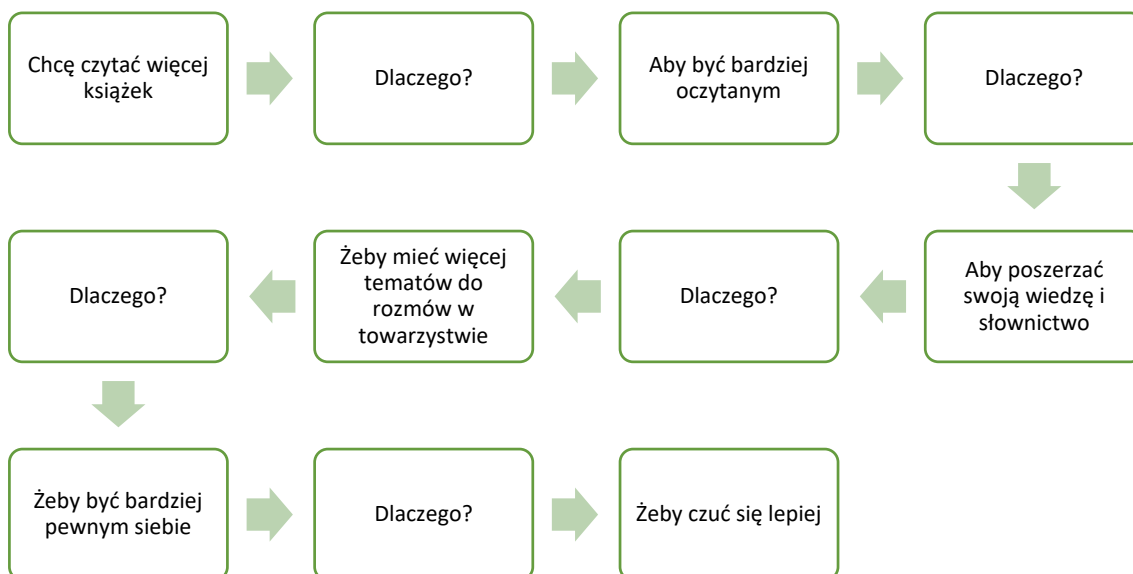 Chcę czytać więcej
książek
Dlaczego?
Aby być bardziej
oczytanym
Dlaczego?
Aby poszerzać
swoją wiedzę i
słownictwo
Dlaczego?
Żeby mieć więcej
tematów do
rozmów w
towarzystwie
Dlaczego?
Żeby być bardziej
pewnym siebie
Dlaczego?
Żeby czuć się lepiej